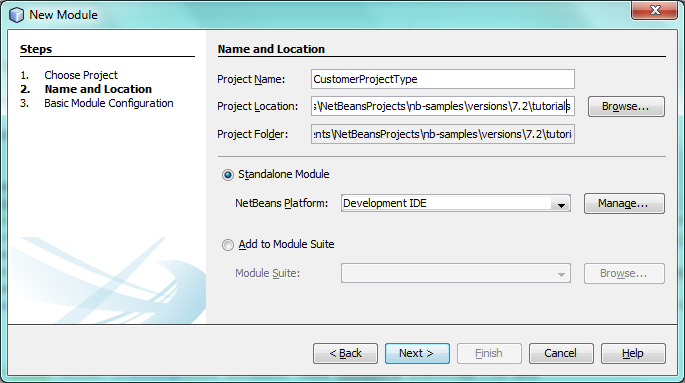 New Module
Steps
1. Choose Project
2. Name and Location
3. Basic Module Configuration
Name and Location
Project Name: CustomerProjectType
Project Location: s\NetBeansProjects\nb-samples\versions\7.2\tutorials Browse...
Project Folder: ents\NetBeansProjects\nb-samples\versions\7.2\tutori
Standalone Module
NetBeans Platform: Development IDE Manage...
Add to Module Suite
Module Suite: Browse...
< Back Next > Finish Cancel Help